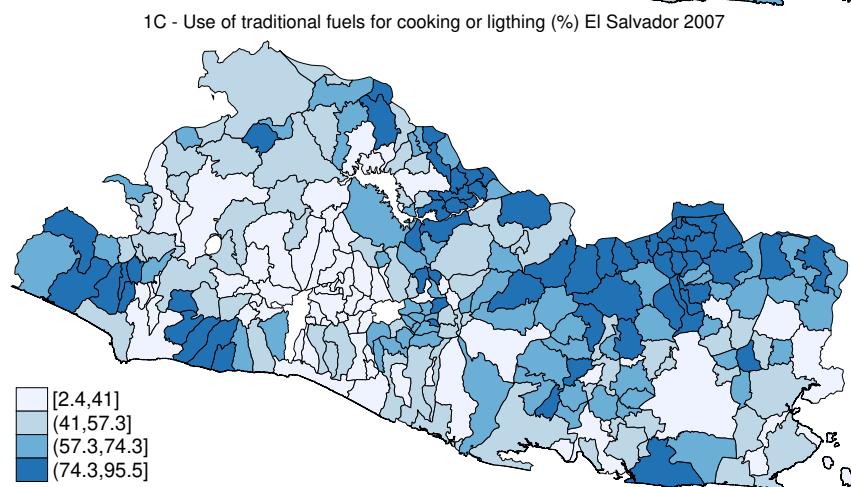 1C - Use of traditional fuels for cooking or ligthing (%) El Salvador 2007
[2.4,41]
(41,57.3]
(57.3,74.3]
(74.3,95.5]